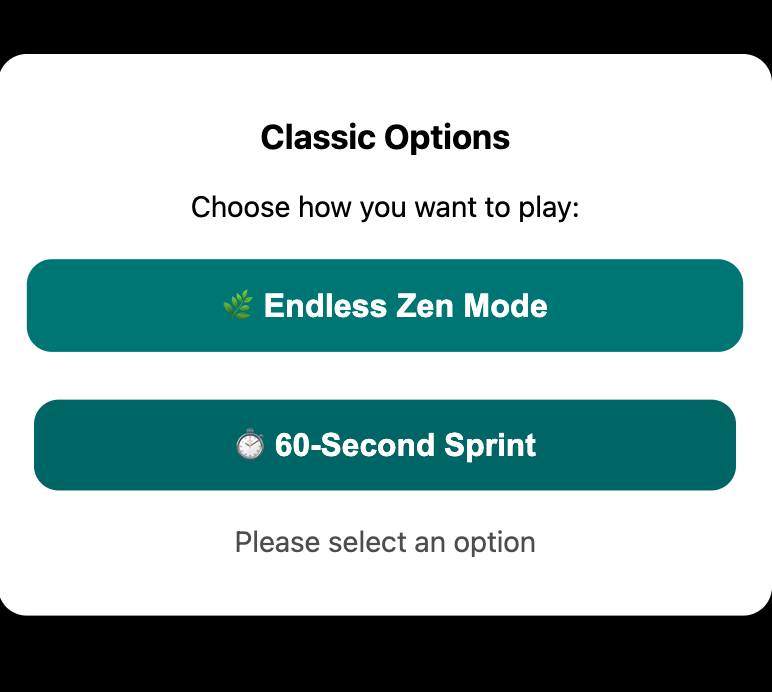 Classic Options
Choose how you want to play:
🌿 Endless Zen Mode
⏱️ 60-Second Sprint
Please select an option